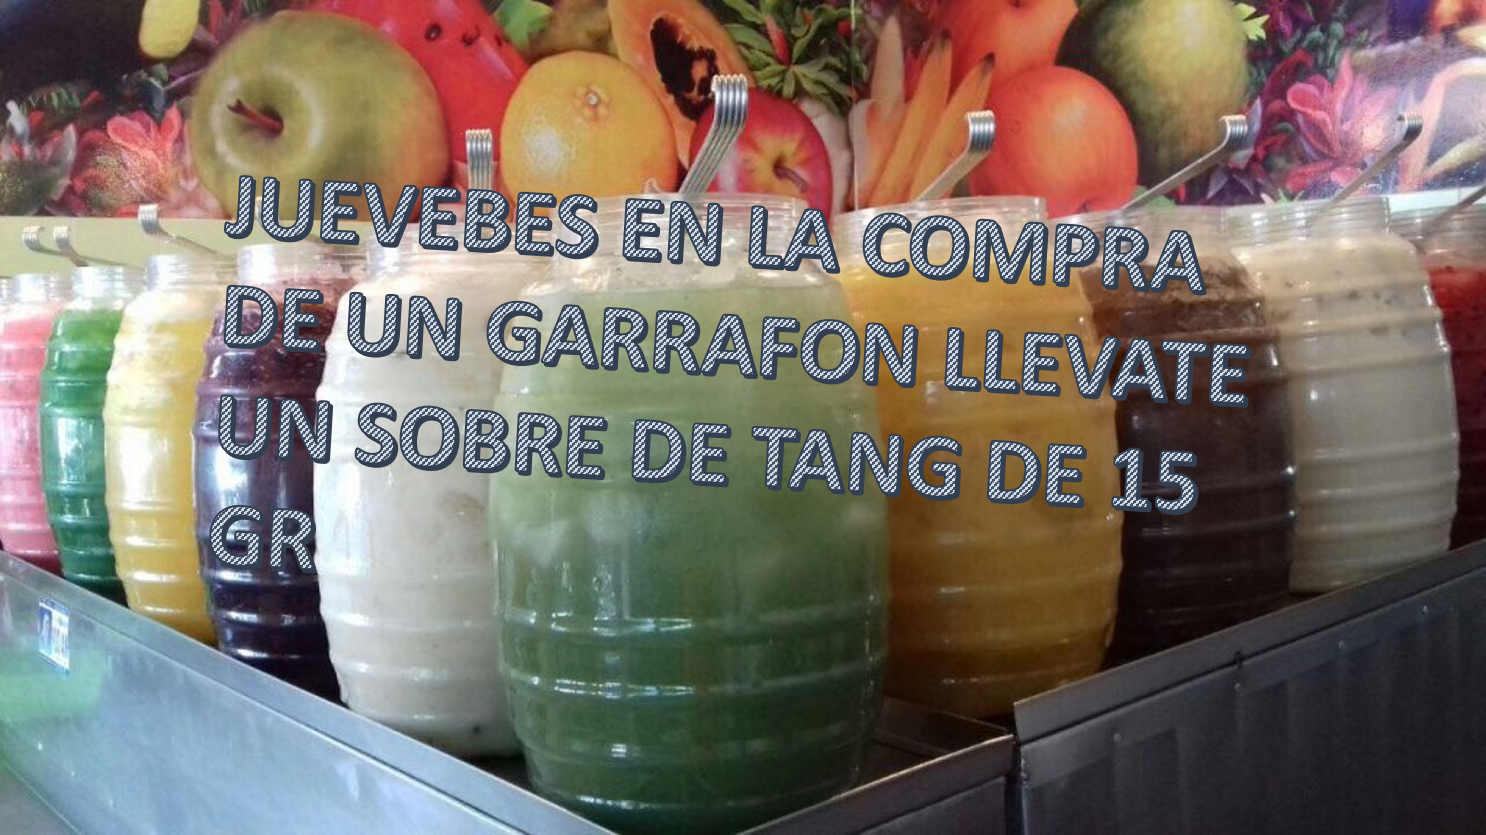 JUEVEBES EN LA COMPRA
DE UN GARRAFON LLEVATE
UN SOBRE DE TANG DE 15
GR